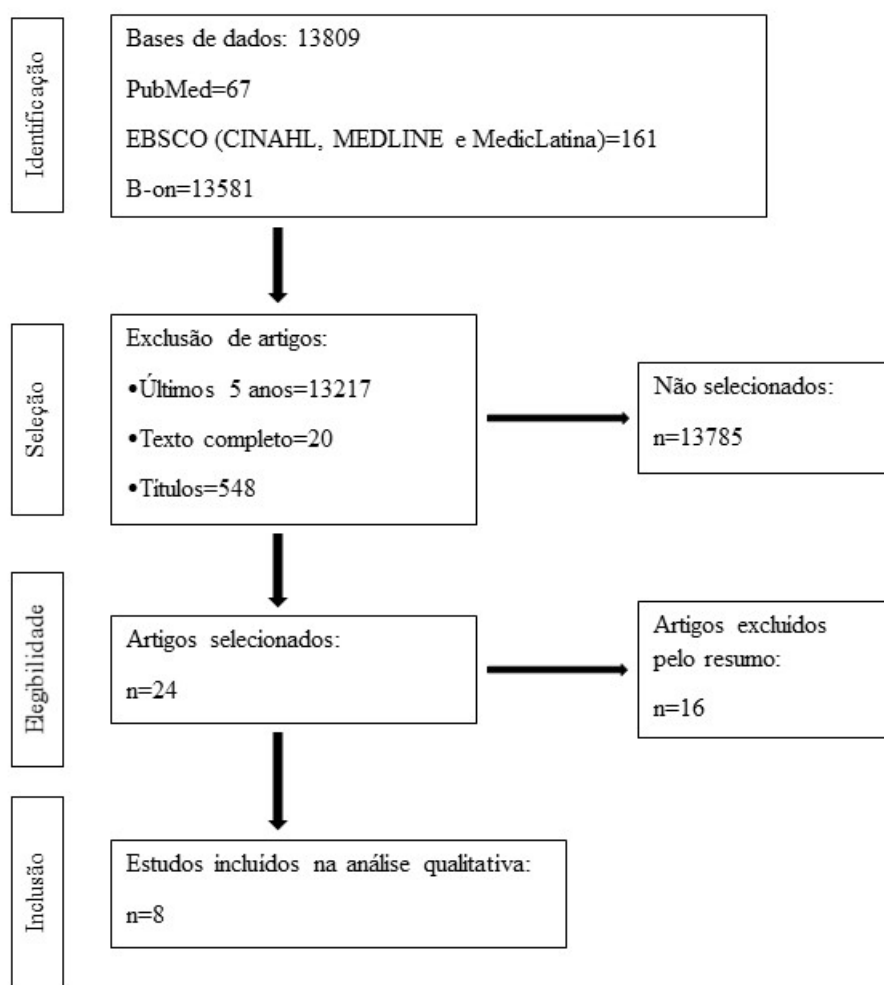 Identificação
Bases de dados: 13809
PubMed=67
EBSCO (CINAHL, MEDLINE e MedicLatina)=161
B-on=13581
Seleção
Exclusão de artigos:
•Últimos 5 anos=13217
•Texto completo=20
•Títulos=548
Não selecionados:
n=13785
Elegibilidade
Artigos selecionados:
n=24
Artigos excluídos
pelo resumo:
n=16
Inclusão
Estudos incluídos na análise qualitativa:
n=8